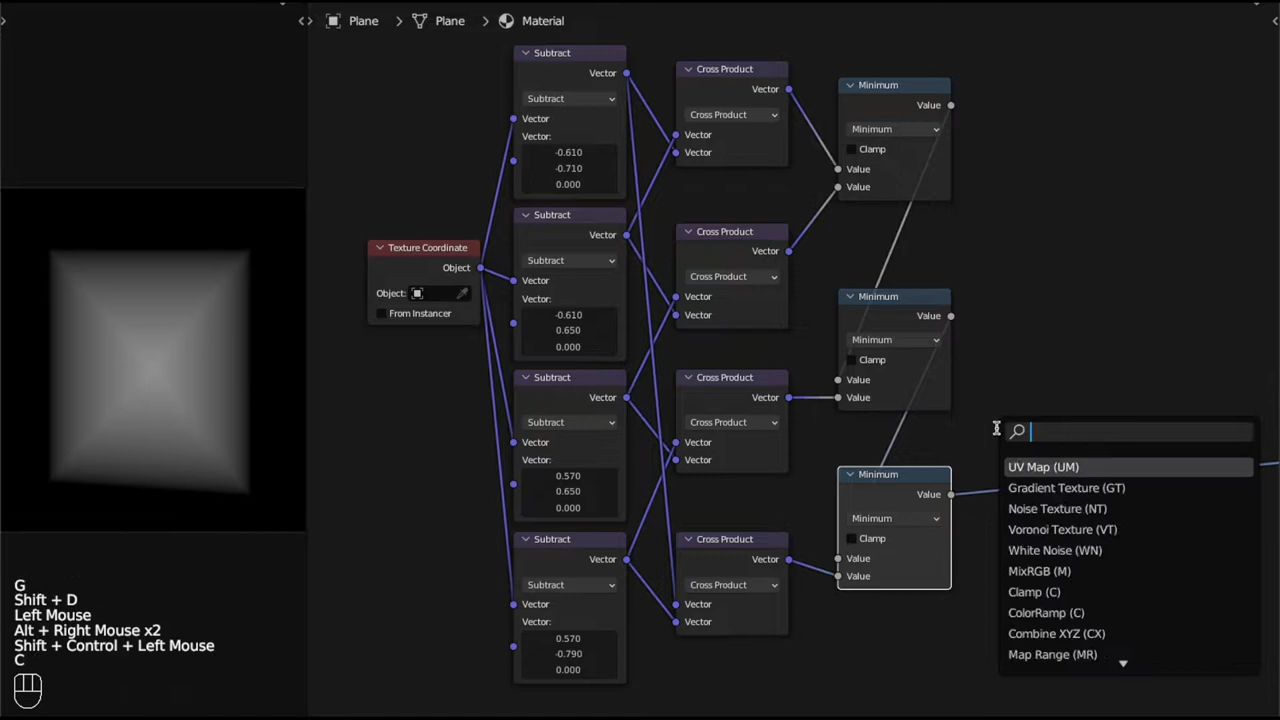 Plane > Plane > Material
Subtract
Vector
Subtract
Vector
Vector:
-0.610
-0.710
0.000
Subtract
Vector
Subtract
Vector
Vector:
-0.610
0.650
0.000
Subtract
Vector
Subtract
Vector
Vector:
0.570
0.650
0.000
Subtract
Vector
Subtract
Vector
Vector:
0.570
-0.790
0.000
Texture Coordinate
Object
Object:
From Instancer
Cross Product
Vector
Cross Product
Vector
Vector
Cross Product
Vector
Cross Product
Vector
Vector
Cross Product
Vector
Cross Product
Vector
Vector
Cross Product
Vector
Cross Product
Vector
Vector
Minimum
Value
Minimum
Clamp
Value
Value
Minimum
Value
Minimum
Clamp
Value
Value
Minimum
Value
Minimum
Clamp
Value
Value
UV Map (UM)
Gradient Texture (GT)
Noise Texture (NT)
Voronoi Texture (VT)
White Noise (WN)
MixRGB (M)
Clamp (C)
ColorRamp (C)
Combine XYZ (CX)
Map Range (MR)
G
Shift + D
Left Mouse
Alt + Right Mouse x2
Shift + Control + Left Mouse
C